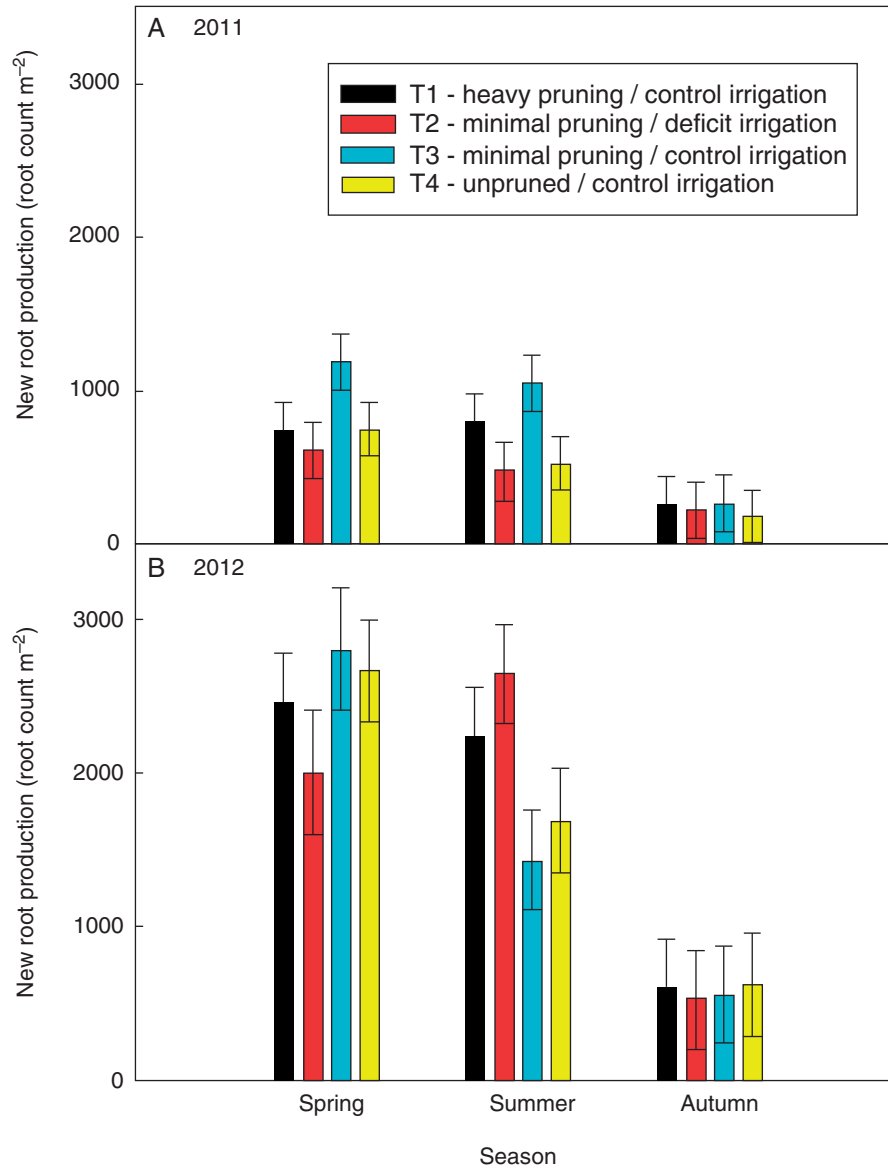 A 2011
3000
T1 - heavy pruning / control irrigation
T2 - minimal pruning / deficit irrigation
T3 - minimal pruning / control irrigation
T4 - unpruned / control irrigation
2000
1000
0
New root production (root count m⁻²)
B 2012
3000
2000
1000
0
New root production (root count m⁻²)
Spring Summer Autumn
Season